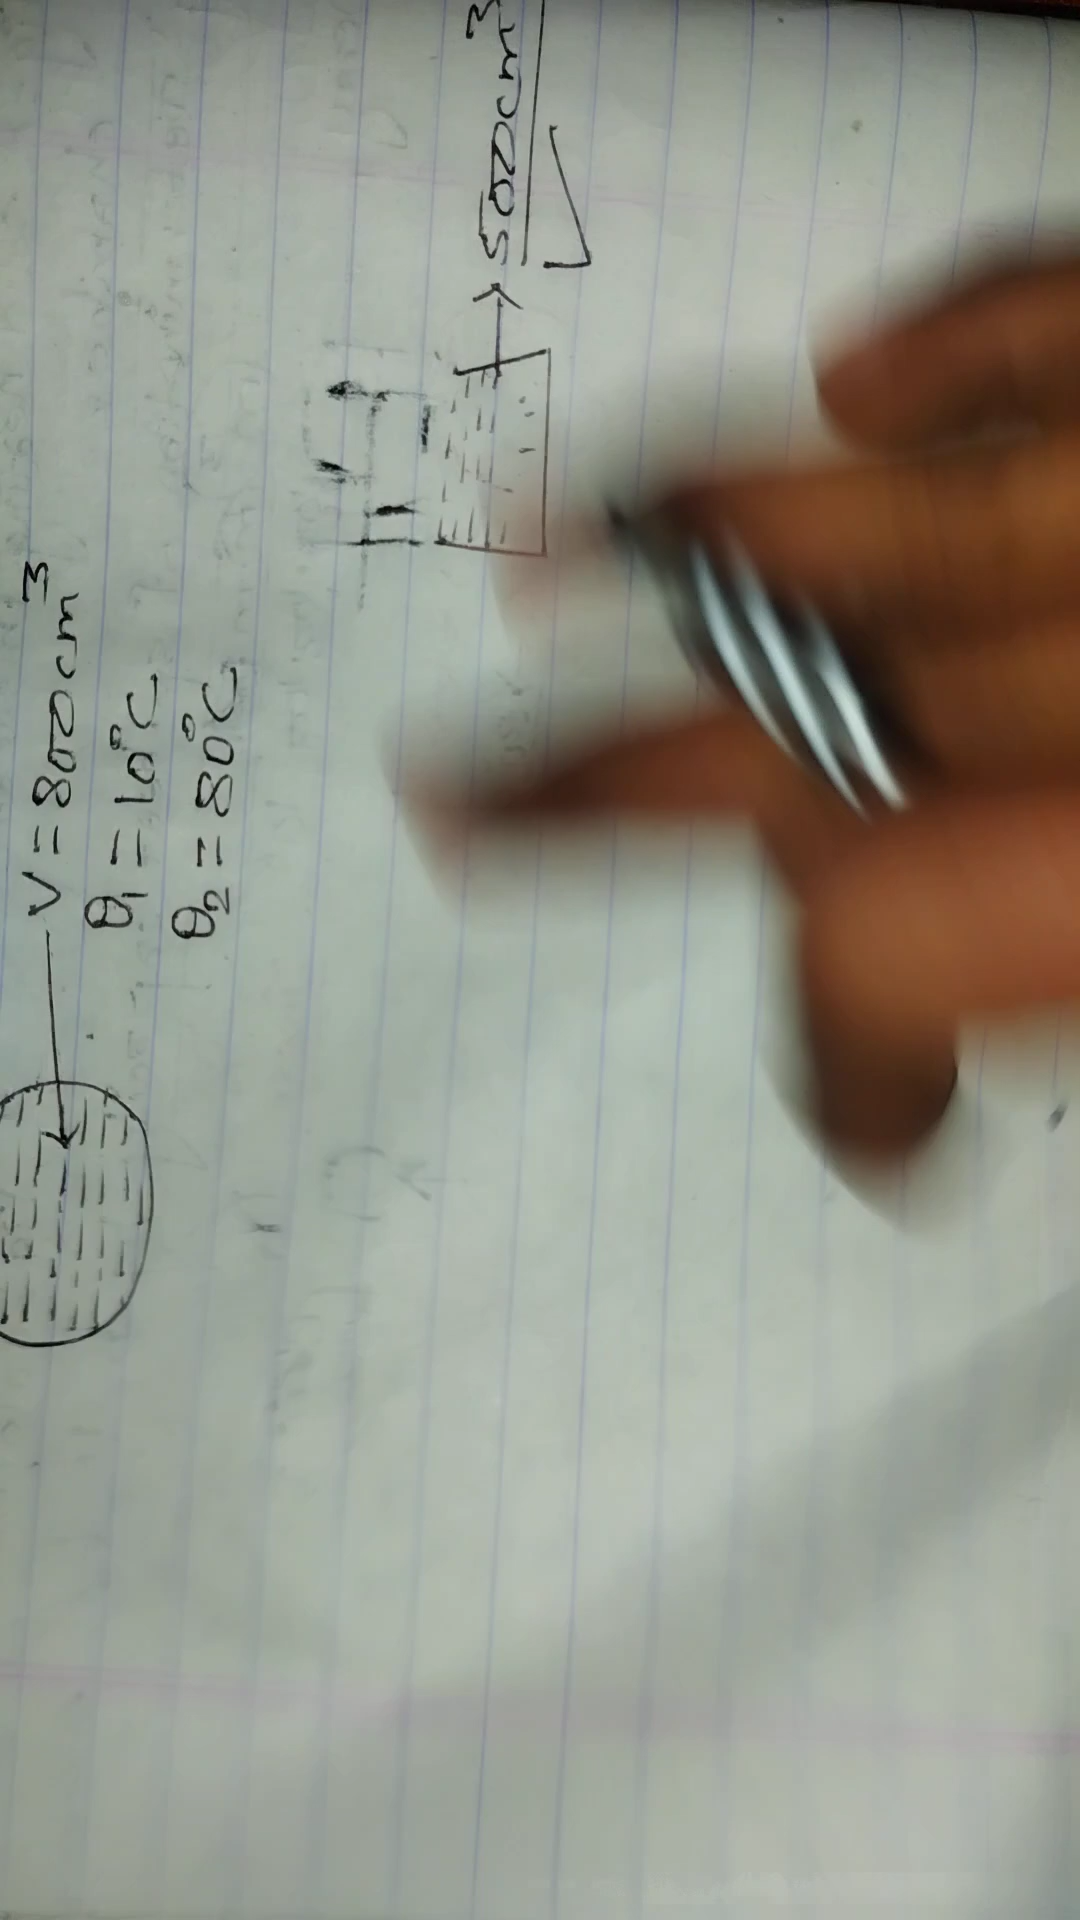 V = 800cm³
θ₁ = 10°C
θ₂ = 80°C
500cm³